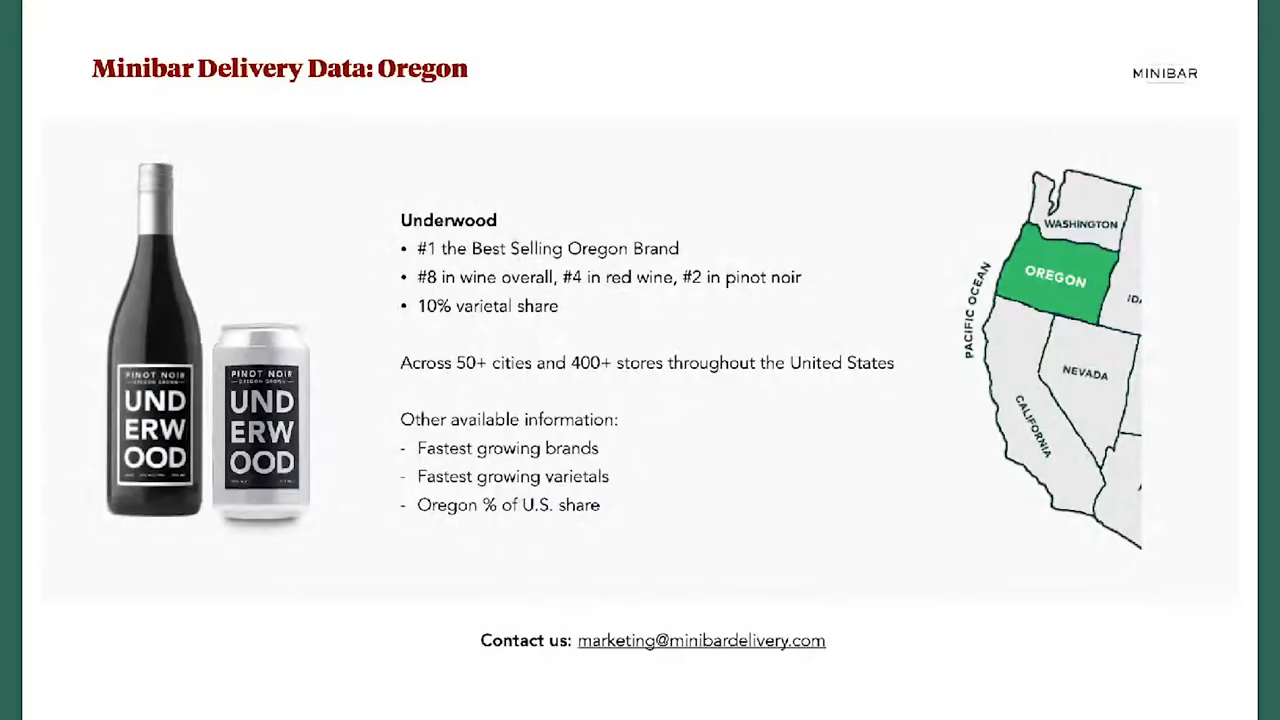 Minibar Delivery Data: Oregon
MINIBAR
Underwood
• #1 the Best Selling Oregon Brand
• #8 in wine overall, #4 in red wine, #2 in pinot noir
• 10% varietal share
Across 50+ cities and 400+ stores throughout the United States
Other available information:
- Fastest growing brands
- Fastest growing varietals
- Oregon % of U.S. share
PINOT NOIR
OREGON GROWN
UND
ERW
OOD
PINOT NOIR
OREGON GROWN
UND
ERW
OOD
WASHINGTON
OREGON
PACIFIC OCEAN
NEVADA
CALIFORNIA
Contact us: marketing@minibardelivery.com